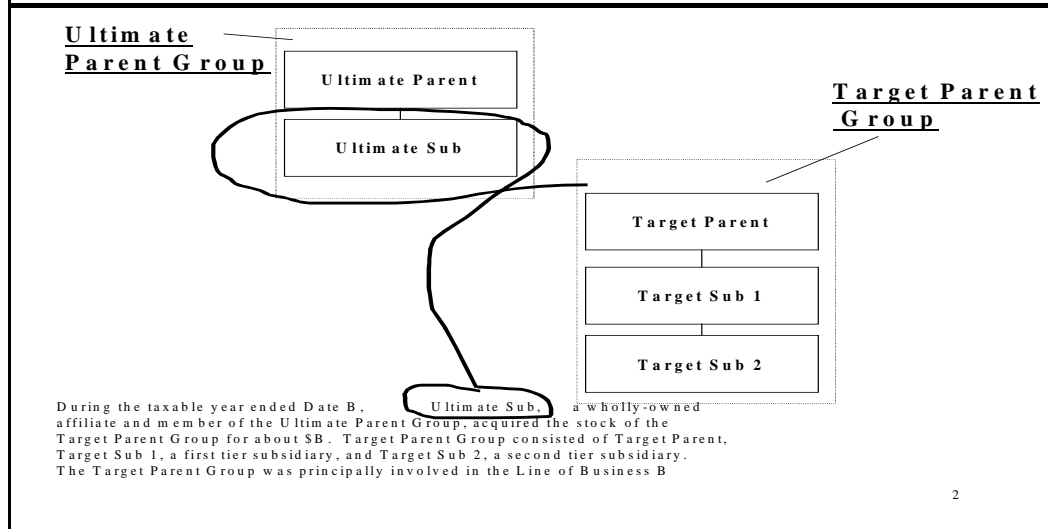 Ultimate
Parent Group
Ultimate Parent
Ultimate Sub
Target Parent
Group
Target Parent
Target Sub 1
Target Sub 2
During the taxable year ended Date B, Ultimate Sub, a wholly-owned
affiliate and member of the Ultimate Parent Group, acquired the stock of the
Target Parent Group for about $B. Target Parent Group consisted of Target Parent,
Target Sub 1, a first tier subsidiary, and Target Sub 2, a second tier subsidiary.
The Target Parent Group was principally involved in the Line of Business B
2